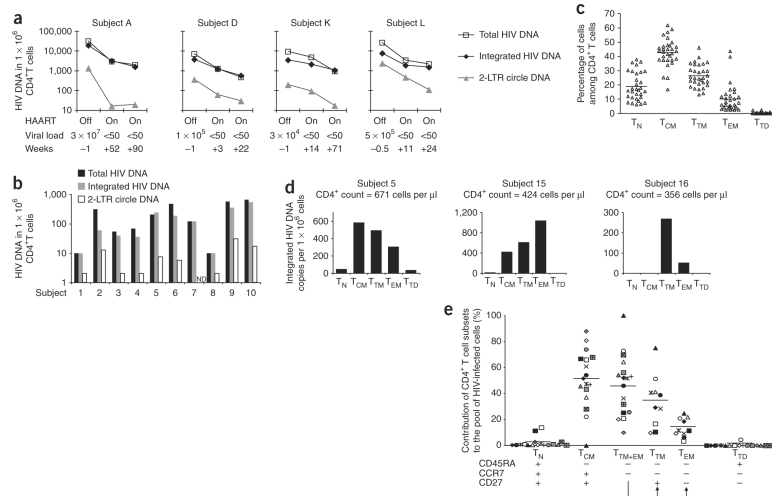 a
Subject A
Subject D
Subject K
Subject L
HIV DNA in 1 × 10⁶
CD4⁺T cells
100,000
10,000
1,000
100
10
Total HIV DNA
Integrated HIV DNA
2-LTR circle DNA
HAART Off On On Off On On Off On On Off On On
Viral load 3 × 10⁷ <50 <50 1 × 10⁵ <50 <50 3 × 10⁴ <50 <50 5 × 10⁵ <50 <50
Weeks −1 +52 +90 −1 +3 +22 −1 +14 +71 −0.5 +11 +24
b
Total HIV DNA
Integrated HIV DNA
2-LTR circle DNA
HIV DNA in 1 × 10⁶
CD4⁺ T cells
1,000
100
10
1
ND
Subject 1 2 3 4 5 6 7 8 9 10
c
Percentage of cells
among CD4⁺ T cells
70
60
50
40
30
20
10
0
T_N T_CM T_TM T_EM T_TD
d
Subject 5
CD4⁺ count = 671 cells per µl
Subject 15
CD4⁺ count = 424 cells per µl
Subject 16
CD4⁺ count = 356 cells per µl
Integrated HIV DNA
copies per 1 × 10⁶ cells
600
400
200
0
T_N T_CM T_TM T_EM T_TD
1,200
800
400
0
T_N T_CM T_TM T_EM T_TD
300
200
100
0
T_N T_CM T_TM T_EM T_TD
e
Contribution of CD4⁺ T cell subsets
to the pool of HIV-infected cells (%)
100
80
60
40
20
0
T_N T_CM T_TM+EM T_TM T_EM T_TD
CD45RA + − − − − +
CCR7 + + − − − −
CD27 + + + − −